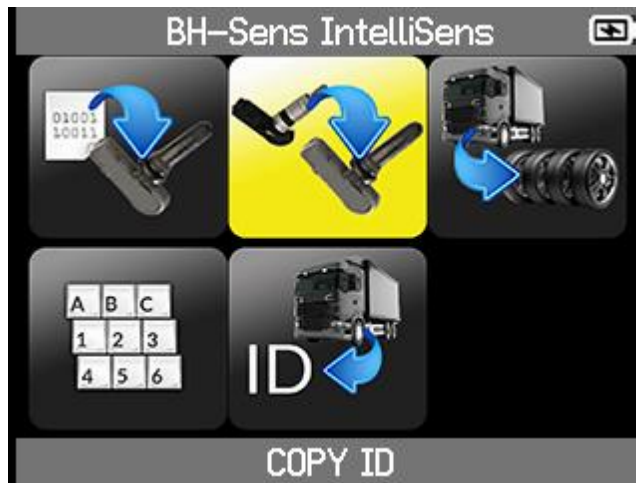 BH-Sens IntelliSens
01001
10011
A B C
1 2 3
4 5 6
ID
COPY ID